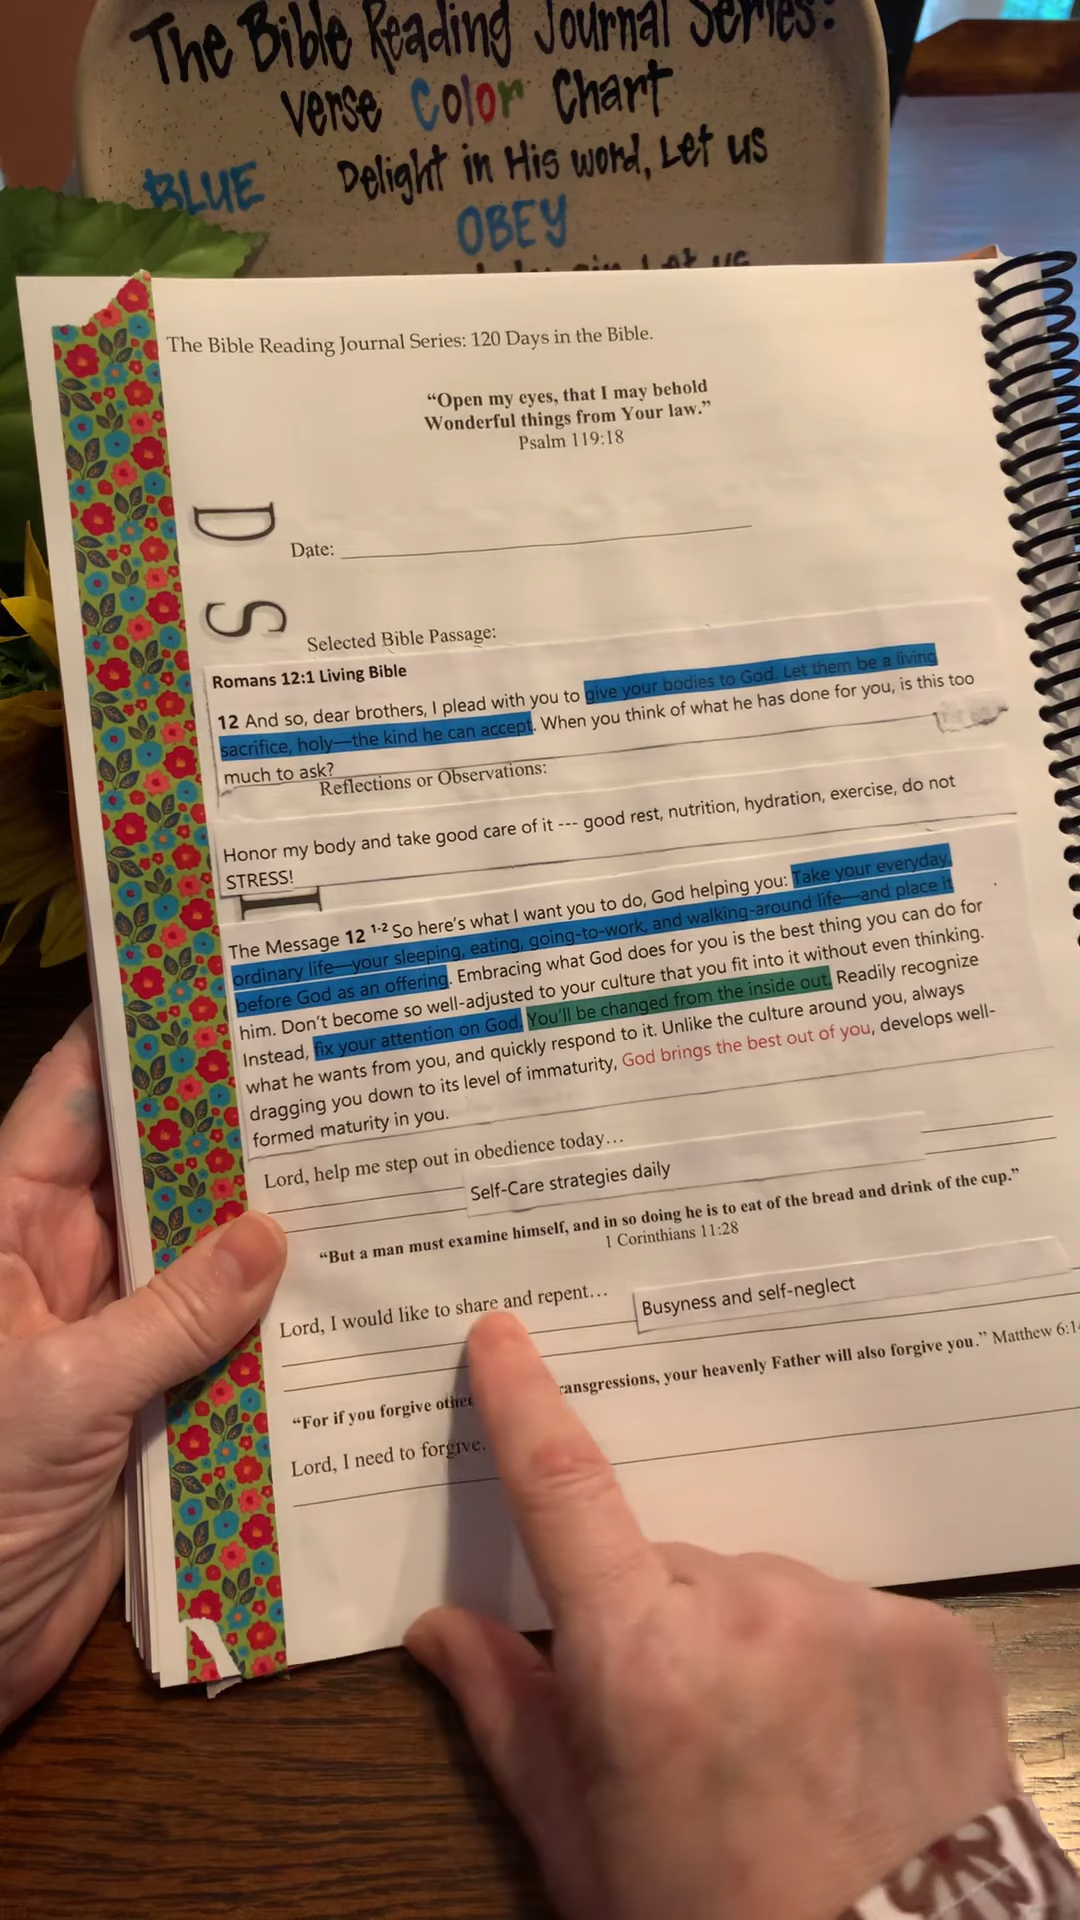 The Bible Reading Journal Series:
Verse Color Chart
BLUE Delight in His word, Let us
OBEY
sin, Let us
The Bible Reading Journal Series: 120 Days in the Bible.
“Open my eyes, that I may behold
Wonderful things from Your law.”
Psalm 119:18
D
Date:
S
Selected Bible Passage:
Romans 12:1 Living Bible
12 And so, dear brothers, I plead with you to give your bodies to God. Let them be a living
sacrifice, holy—the kind he can accept. When you think of what he has done for you, is this too
much to ask?
Reflections or Observations:
Honor my body and take good care of it --- good rest, nutrition, hydration, exercise, do not
STRESS!
The Message 12 1-2 So here’s what I want you to do, God helping you: Take your everyday,
ordinary life—your sleeping, eating, going-to-work, and walking-around life—and place it
before God as an offering. Embracing what God does for you is the best thing you can do for
him. Don’t become so well-adjusted to your culture that you fit into it without even thinking.
Instead, fix your attention on God. You’ll be changed from the inside out. Readily recognize
what he wants from you, and quickly respond to it. Unlike the culture around you, always
dragging you down to its level of immaturity, God brings the best out of you, develops well-
formed maturity in you.
Lord, help me step out in obedience today…
Self-Care strategies daily
“But a man must examine himself, and in so doing he is to eat of the bread and drink of the cup.”
1 Corinthians 11:28
Lord, I would like to share and repent…
Busyness and self-neglect
“For if you forgive transgressions, your heavenly Father will also forgive you.” Matthew
Lord, I need to forgive.